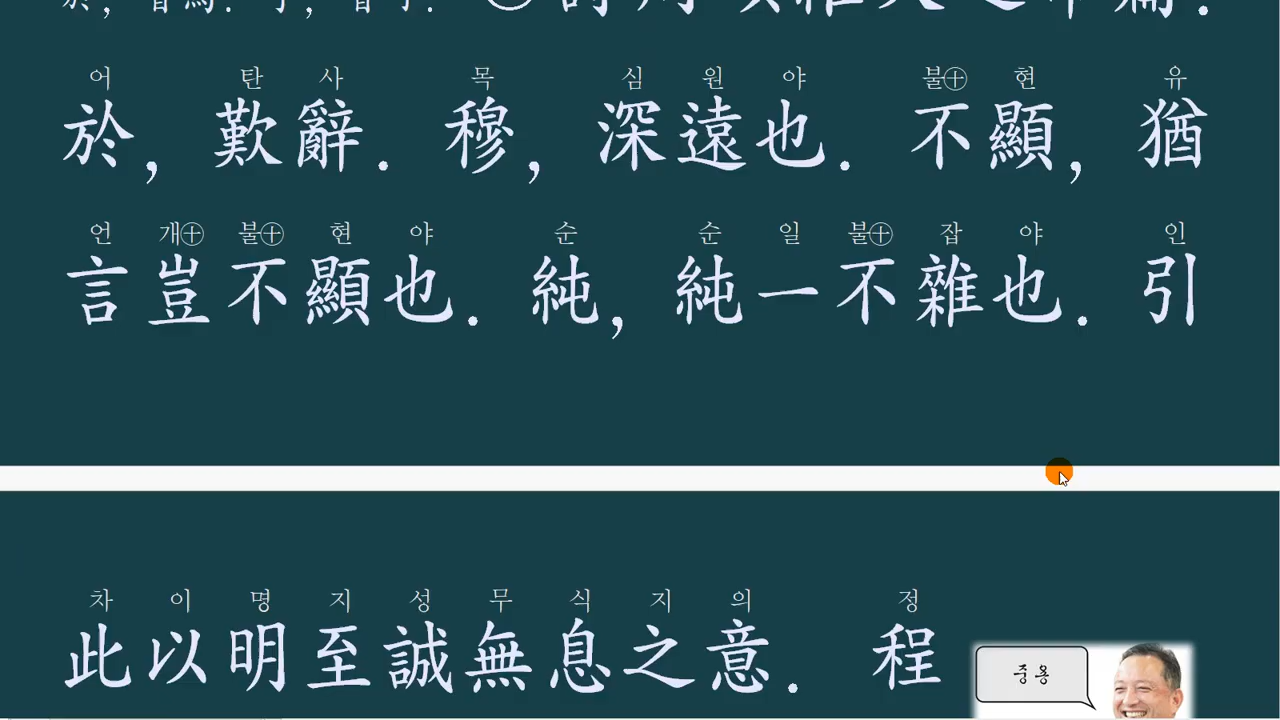 어 탄 사 목 심 원 야 불㊉ 현 유
於, 歎辭. 穆, 深遠也. 不顯, 猶
언 개㊉ 불㊉ 현 야 순 순 일 불㊉ 잡 야 인
言豈不顯也. 純, 純一不雜也. 引
차 이 명 지 성 무 식 지 의 정
此以明至誠無息之意. 程
중용